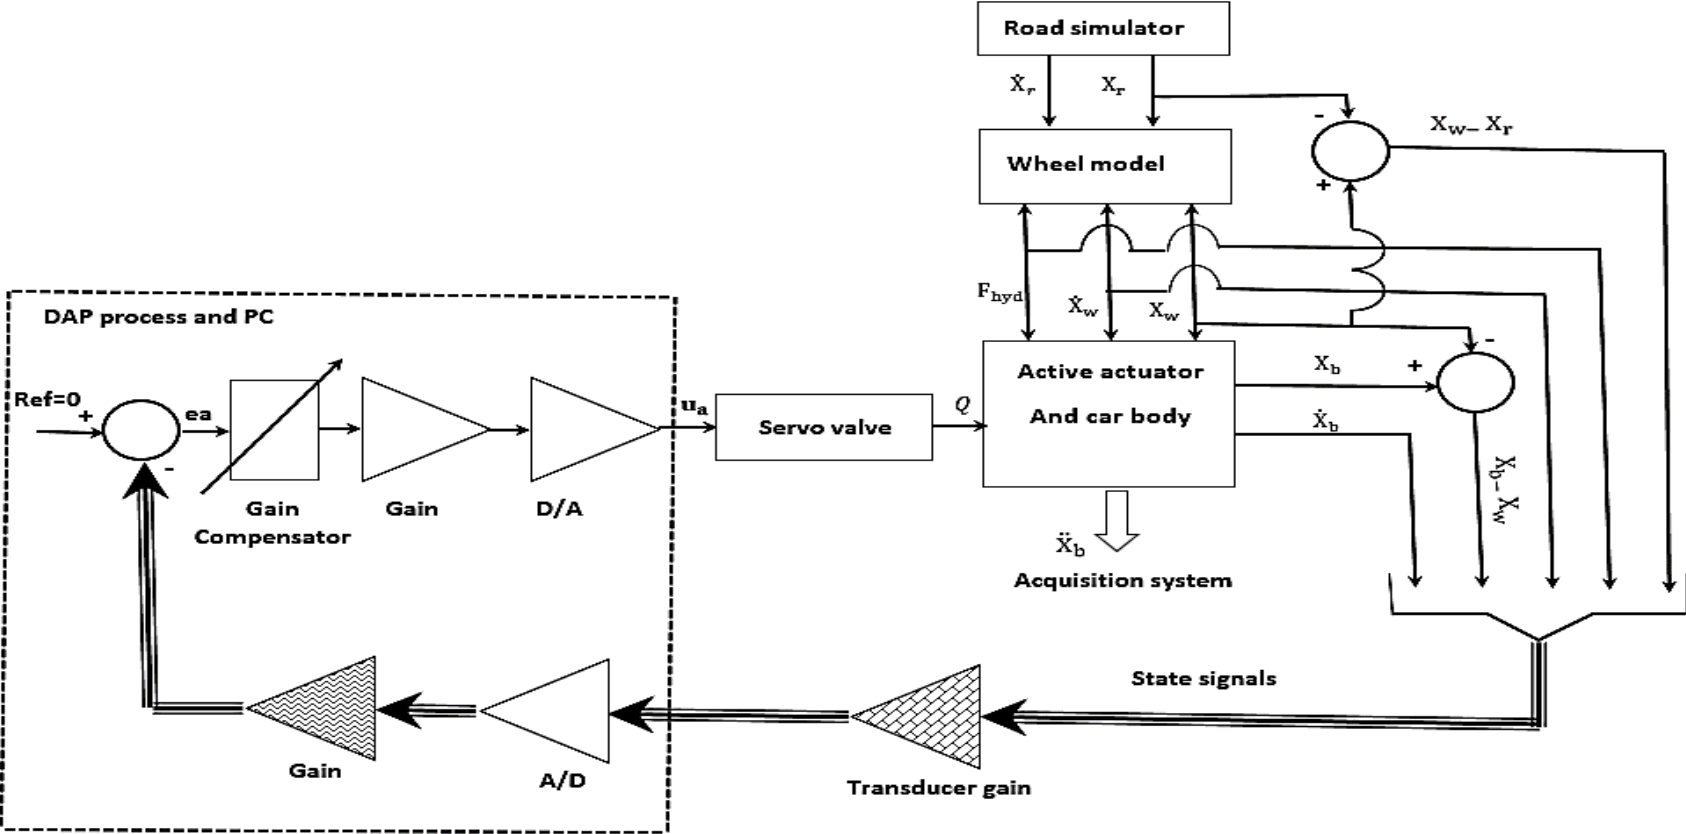 Road simulator
Ẋr
Xr
-
Xw– Xr
Wheel model
+
Fhyd
Ẋw
Xw
-
DAP process and PC
Active actuator
And car body
Xb
+
Ẋb
Ref=0
+
ea
ua
Servo valve
Q
-
Gain
Compensator
Gain
D/A
Xb– Xw
Ẍb
Acquisition system
State signals
Gain
A/D
Transducer gain